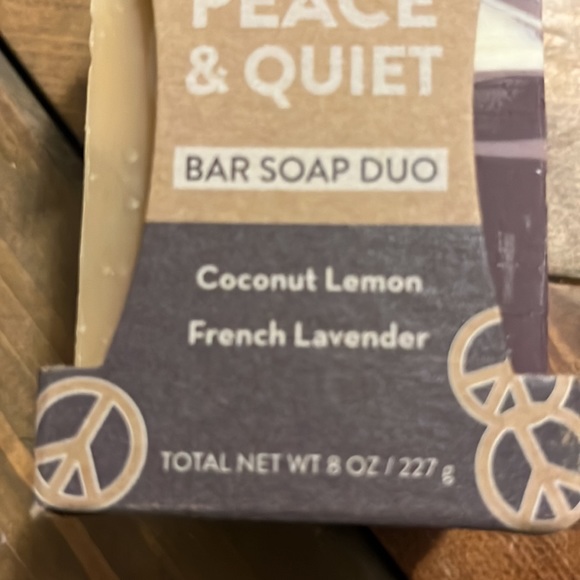 PEACE
& QUIET
BAR SOAP DUO
Coconut Lemon
French Lavender
TOTAL NET WT 8 OZ / 227 g